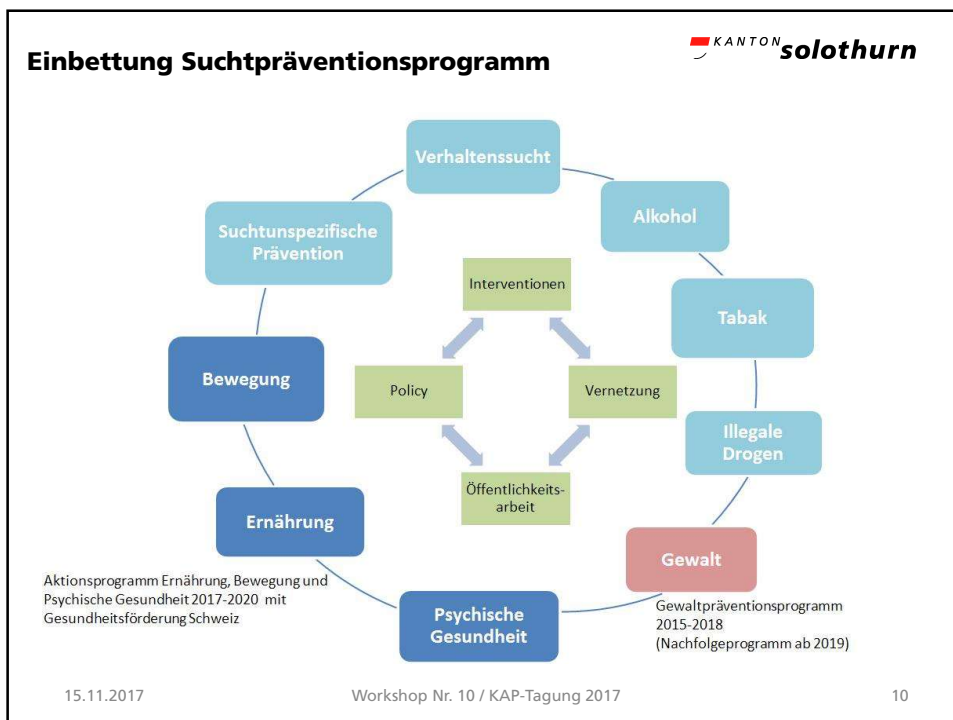 Einbettung Suchtpräventionsprogramm
KANTON solothurn
Verhaltenssucht
Alkohol
Suchtunspezifische
Prävention
Interventionen
Tabak
Bewegung
Policy
Vernetzung
Illegale
Drogen
Öffentlichkeits-
arbeit
Ernährung
Gewalt
Aktionsprogramm Ernährung, Bewegung und
Psychische Gesundheit 2017-2020 mit
Gesundheitsförderung Schweiz
Psychische
Gesundheit
Gewaltpräventionsprogramm
2015-2018
(Nachfolgeprogramm ab 2019)
15.11.2017
Workshop Nr. 10 / KAP-Tagung 2017
10